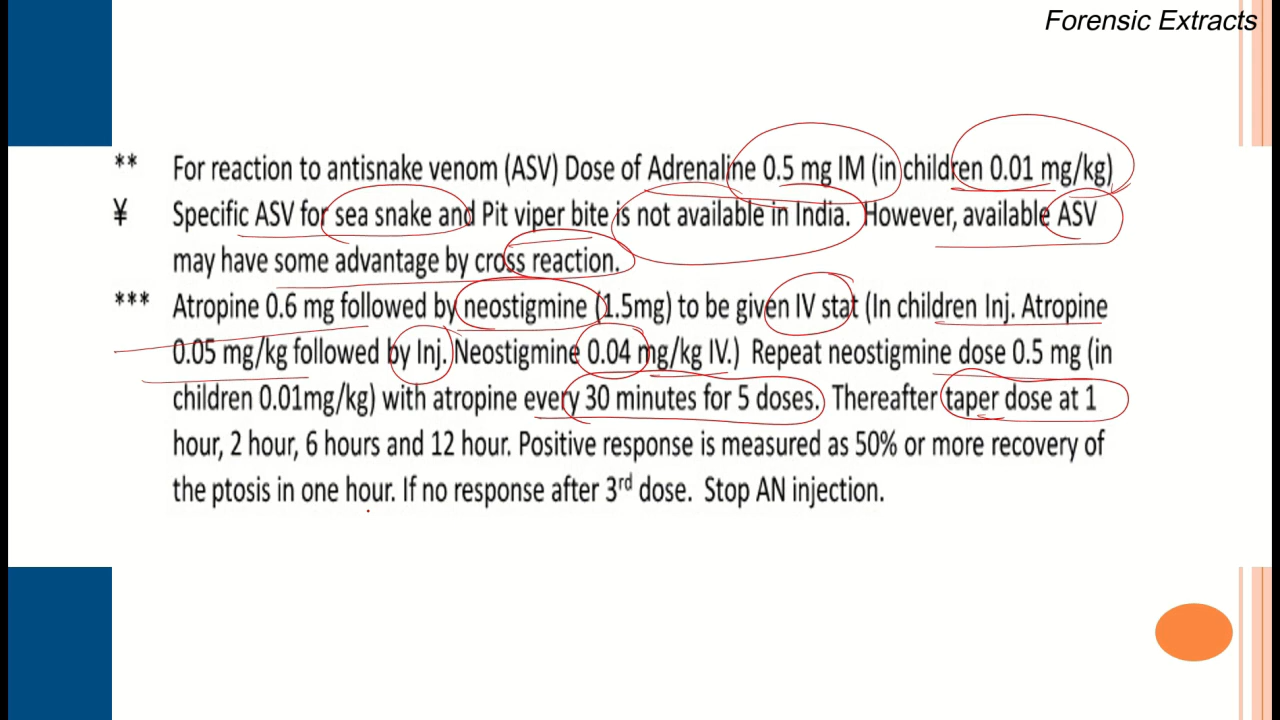 Forensic Extracts
** For reaction to antisnake venom (ASV) Dose of Adrenaline 0.5 mg IM (in children 0.01 mg/kg)
¥ Specific ASV for sea snake and Pit viper bite is not available in India. However, available ASV
may have some advantage by cross reaction.
*** Atropine 0.6 mg followed by neostigmine (1.5mg) to be given IV stat (In children Inj. Atropine
0.05 mg/kg followed by Inj. Neostigmine 0.04 mg/kg IV.) Repeat neostigmine dose 0.5 mg (in
children 0.01mg/kg) with atropine every 30 minutes for 5 doses. Thereafter taper dose at 1
hour, 2 hour, 6 hours and 12 hour. Positive response is measured as 50% or more recovery of
the ptosis in one hour. If no response after 3rd dose. Stop AN injection.